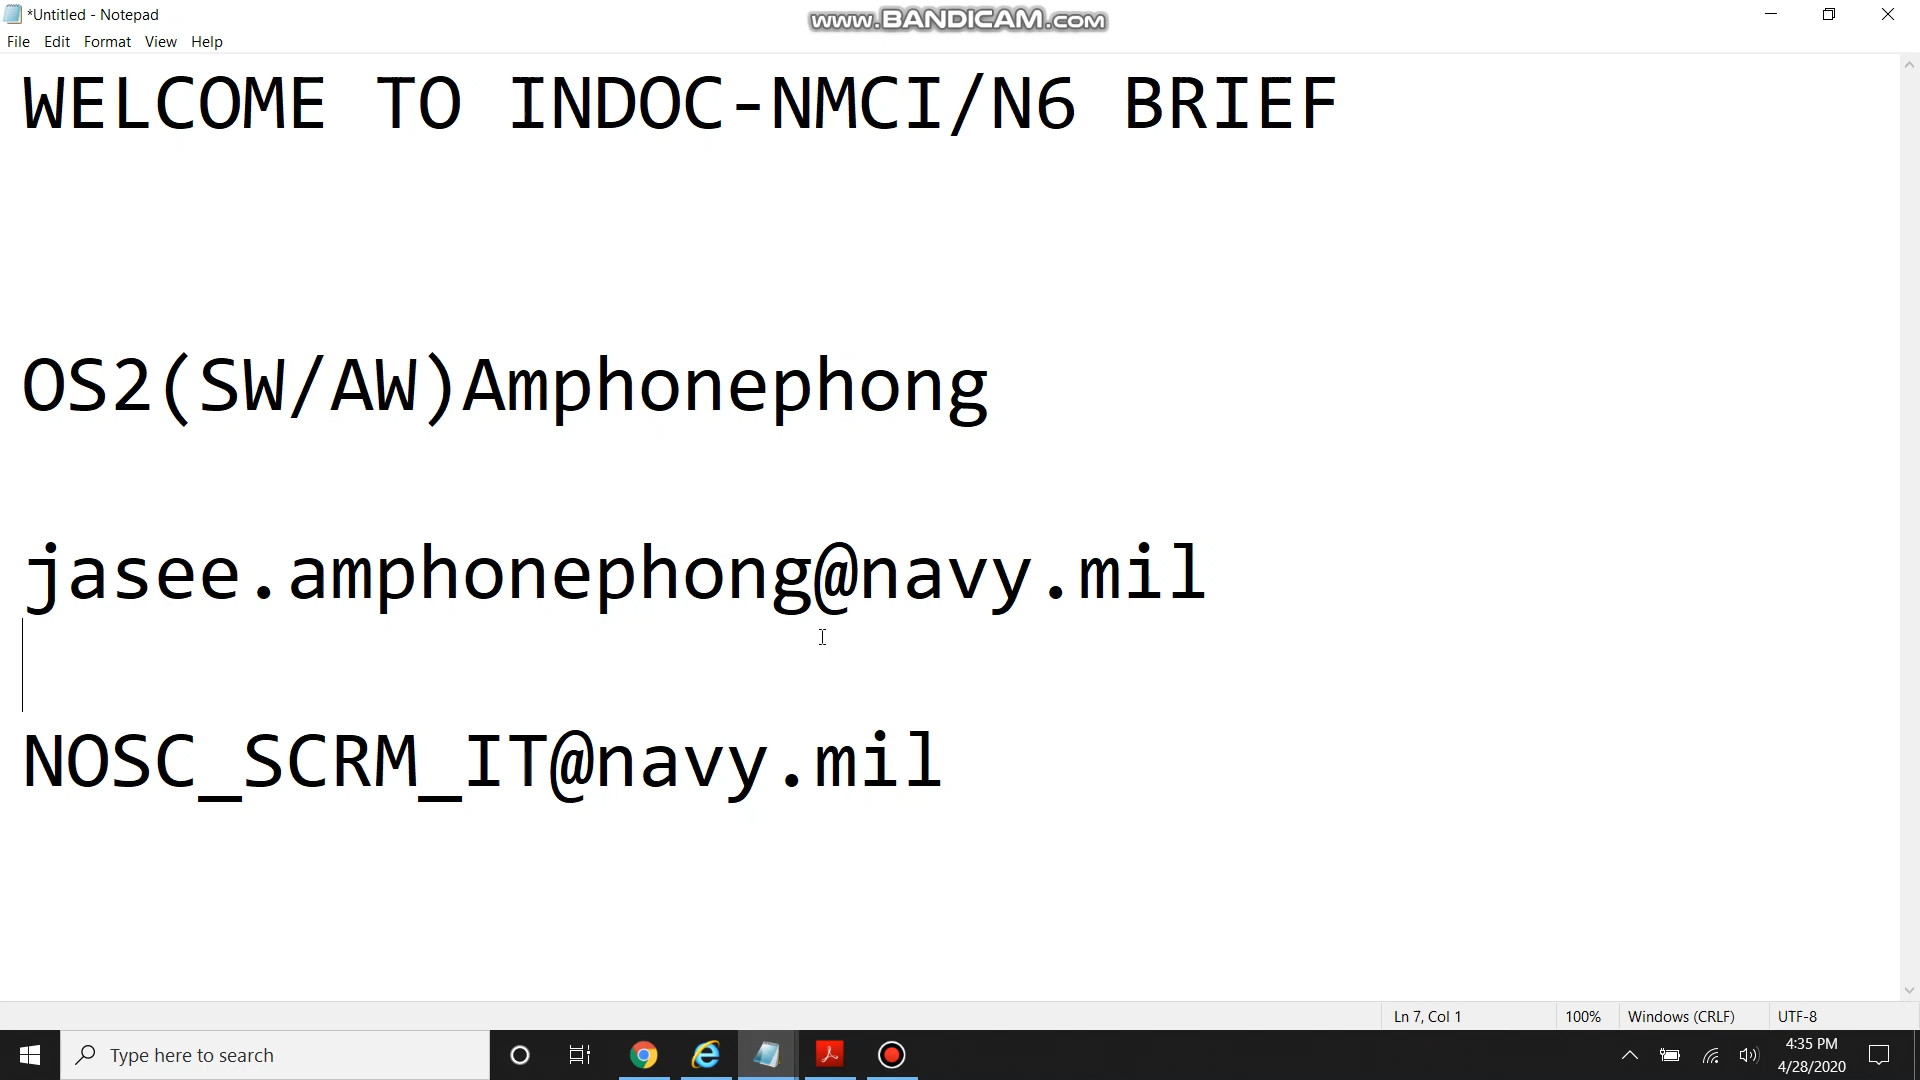 *Untitled - Notepad
www.BANDICAM.com
File Edit Format View Help
WELCOME TO INDOC-NMCI/N6 BRIEF
OS2(SW/AW)Amphonephong
jasee.amphonephong@navy.mil
NOSC_SCRM_IT@navy.mil
Ln 7, Col 1 100% Windows (CRLF) UTF-8
Type here to search
4:35 PM
4/28/2020